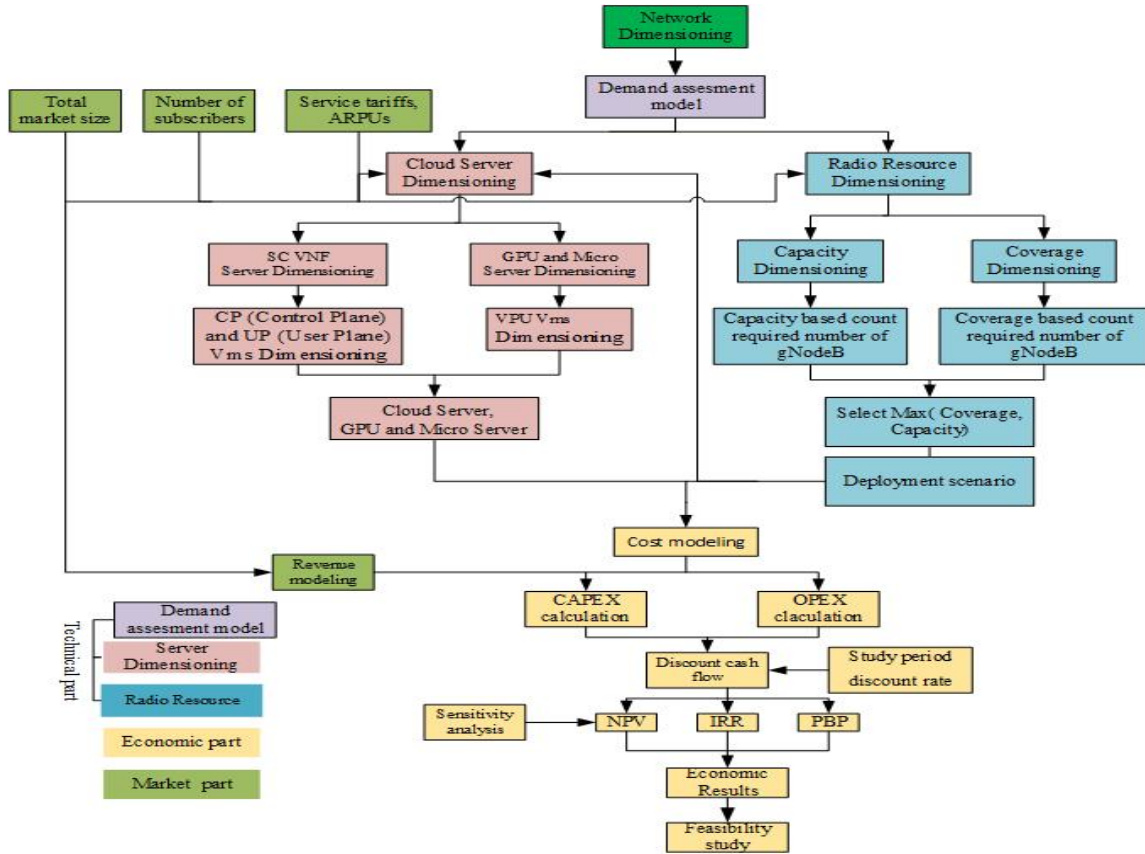 Network
Dimensioning
Demand assesment
model
Total
market size
Number of
subscribers
Service tariffs,
ARPUs
Cloud Server
Dimensioning
Radio Resource
Dimensioning
SC VNF
Server Dimensioning
GPU and Micro
Server Dimensioning
Capacity
Dimensioning
Coverage
Dimensioning
CP (Control Plane)
and UP (User Plane)
Vms Dimensioning
VPU Vms
Dimensioning
Capacity based count
required number of
gNodeB
Coverage based count
required number of
gNodeB
Cloud Server,
GPU and Micro Server
Select Max( Coverage,
Capacity)
Deployment scenario
Cost modeling
Revenue
modeling
CAPEX
calculation
OPEX
claculation
Discount cash
flow
Study period
discount rate
Sensitivity
analysis
NPV
IRR
PBP
Economic
Results
Feasibility
study
Technical part
Demand
assesment model
Server
Dimensioning
Radio Resource
Economic part
Market part